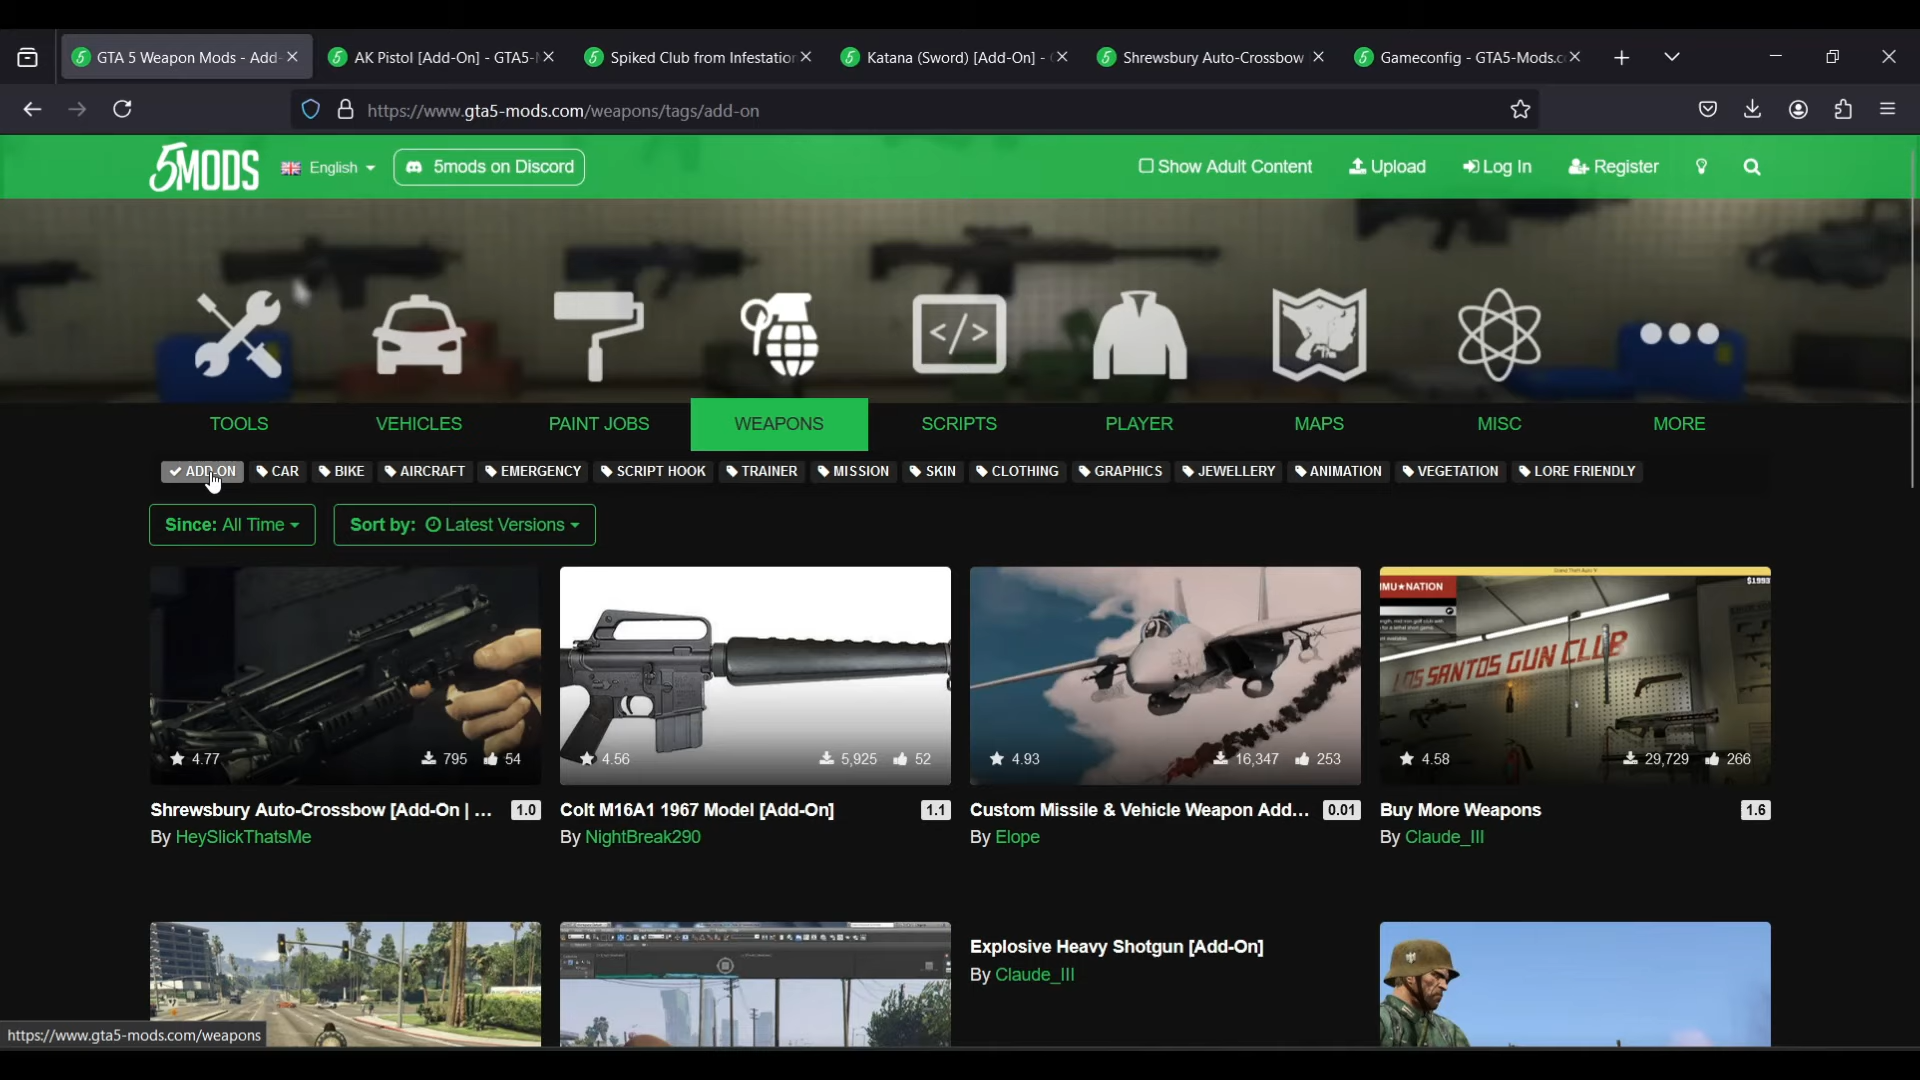 GTA 5 Weapon Mods - Add-
AK Pistol [Add-On] - GTA5-
Spiked Club from Infestation
Katana (Sword) [Add-On] -
Shrewsbury Auto-Crossbow
Gameconfig - GTA5-Mods.c
https://www.gta5-mods.com/weapons/tags/add-on
5MODS
English
5mods on Discord
Show Adult Content
Upload
Log In
Register
TOOLS
VEHICLES
PAINT JOBS
WEAPONS
SCRIPTS
PLAYER
MAPS
MISC
MORE
ADD-ON
CAR
BIKE
AIRCRAFT
EMERGENCY
SCRIPT HOOK
TRAINER
MISSION
SKIN
CLOTHING
GRAPHICS
JEWELLERY
ANIMATION
VEGETATION
LORE FRIENDLY
Since: All Time
Sort by: Latest Versions
4.77 795 54
Shrewsbury Auto-Crossbow [Add-On | ... 1.0
By HeySlickThatsMe
4.56 5,925 52
Colt M16A1 1967 Model [Add-On] 1.1
By NightBreak290
4.93 16,347 253
Custom Missile & Vehicle Weapon Add... 0.01
By Elope
MMU★NATION
$1993
LOS SANTOS GUN CLUB
4.58 29,729 266
Buy More Weapons 1.6
By Claude_III
Explosive Heavy Shotgun [Add-On]
By Claude_III
https://www.gta5-mods.com/weapons